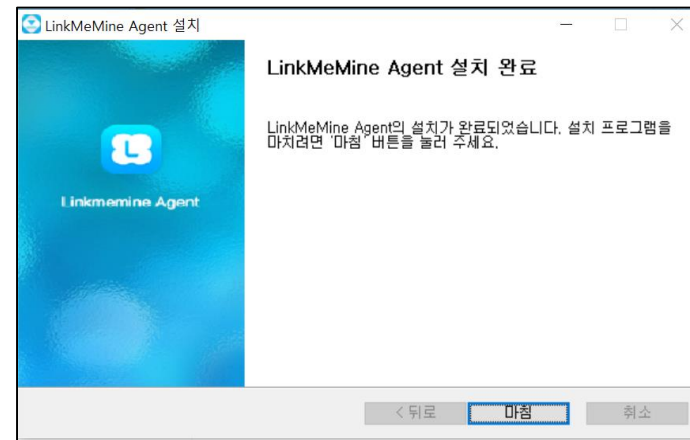 LinkMeMine Agent 설치
LinkMeMine Agent 설치 완료
LinkMeMine Agent의 설치가 완료되었습니다. 설치 프로그램을
마치려면 '마침' 버튼을 눌러 주세요.
L
Linkmemine Agent
< 뒤로 마침 취소